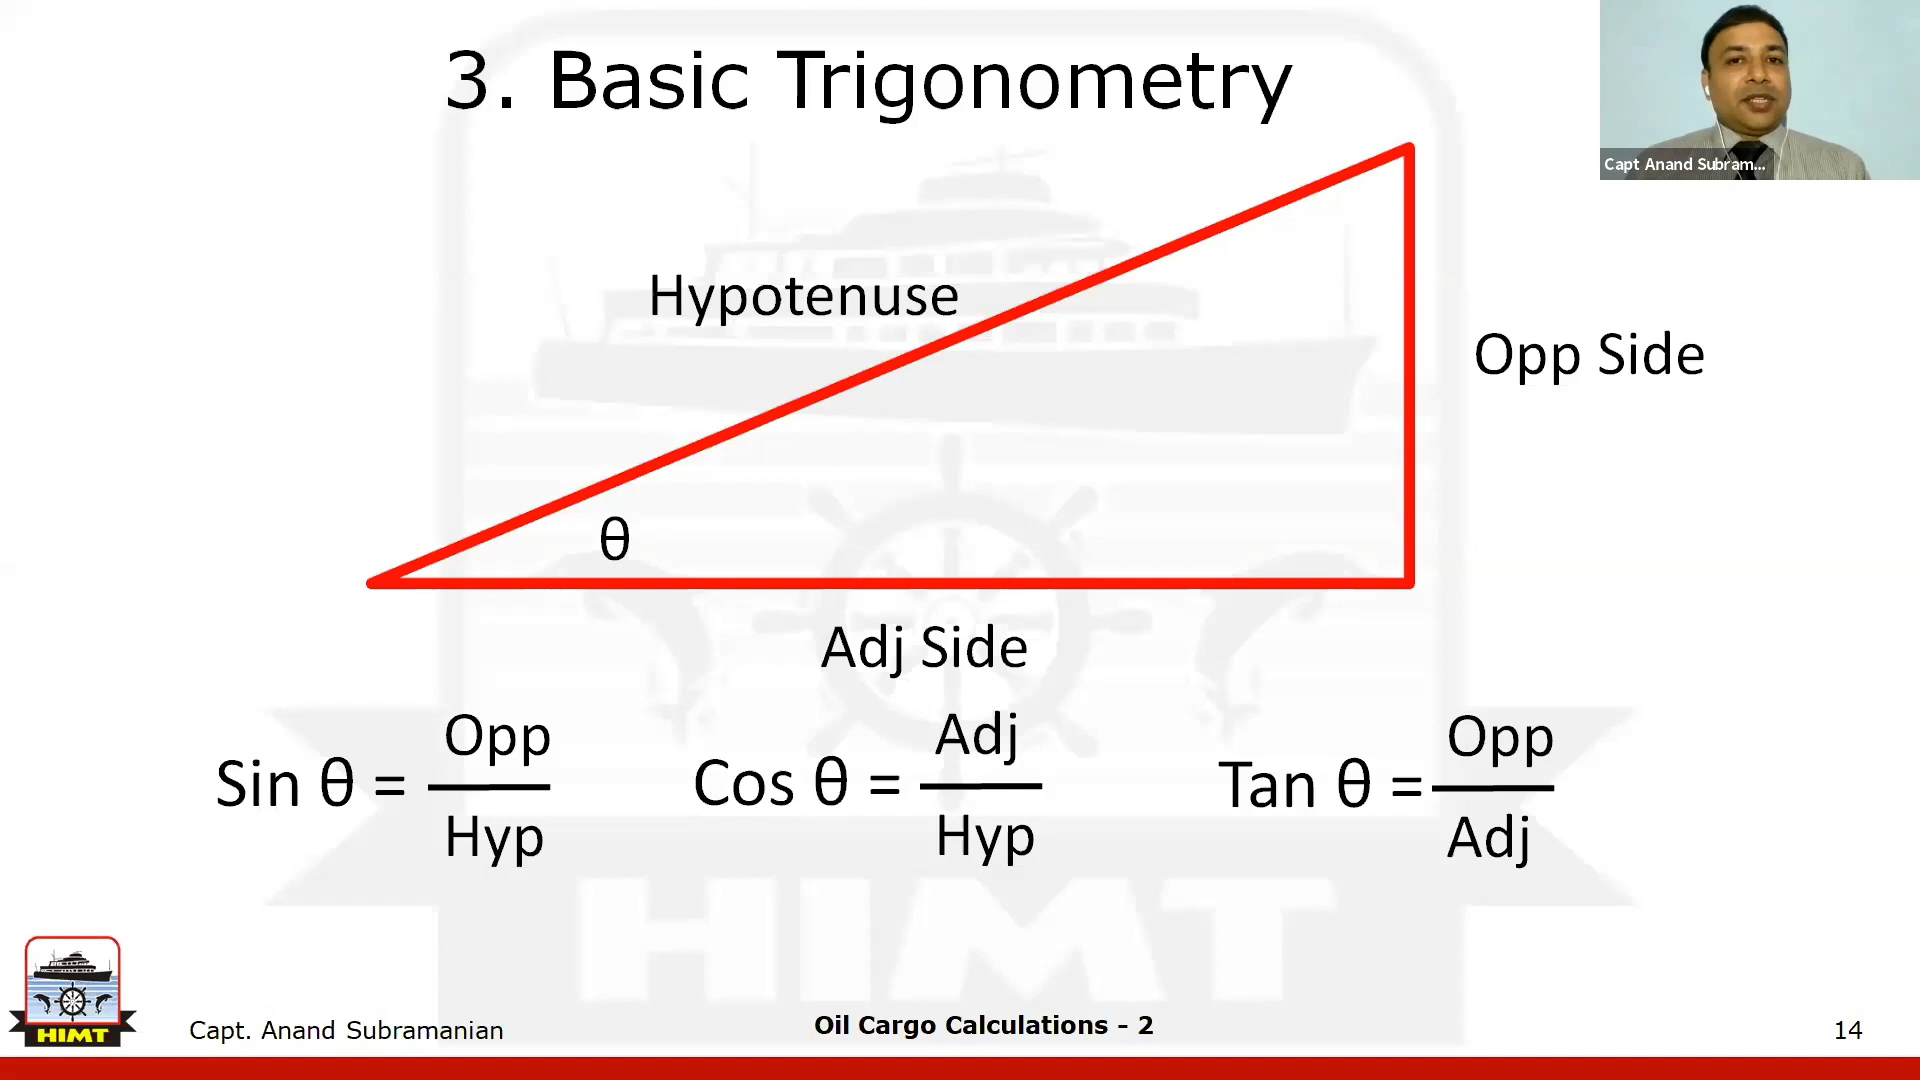 3. Basic Trigonometry
Capt Anand Subram...
Hypotenuse
Opp Side
θ
Adj Side
Sin θ = Opp
Hyp
Cos θ = Adj
Hyp
Tan θ = Opp
Adj
HIMT
HIMT
Capt. Anand Subramanian
Oil Cargo Calculations - 2
14